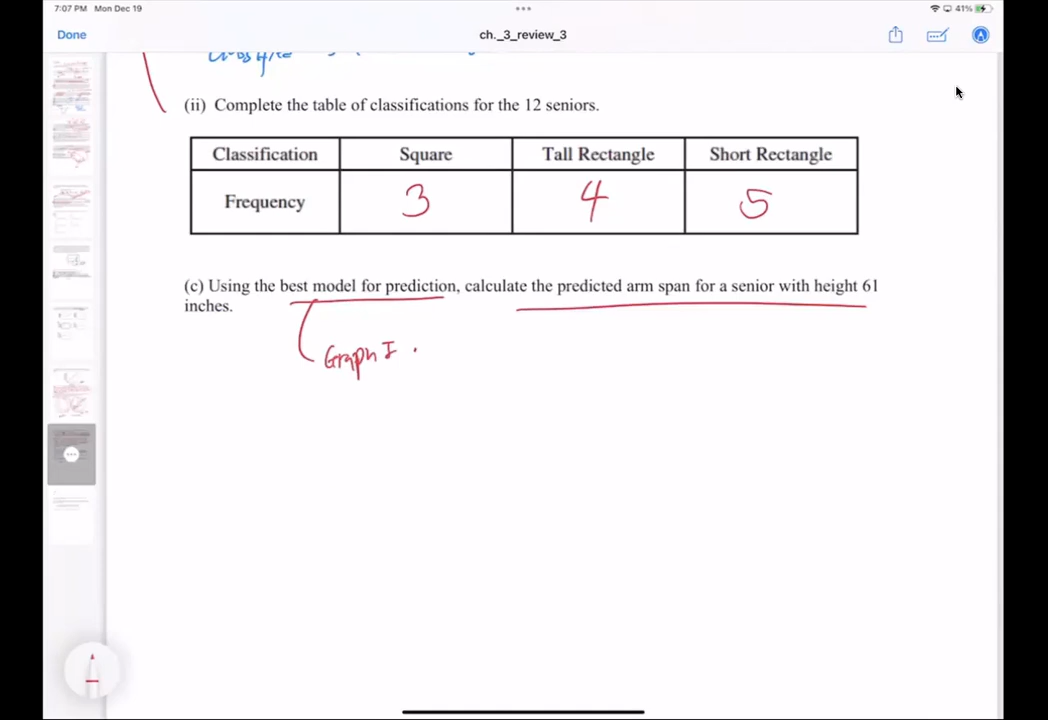 7:07 PM Mon Dec 19
41%
Done
ch._3_review_3
(ii) Complete the table of classifications for the 12 seniors.
Classification Square Tall Rectangle Short Rectangle
Frequency 3 4 5
(c) Using the best model for prediction, calculate the predicted arm span for a senior with height 61
inches.
Graph I .